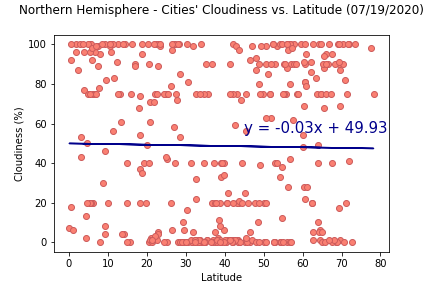 Northern Hemisphere - Cities' Cloudiness vs. Latitude (07/19/2020)
100
80
60
40
20
0
Cloudiness (%)
y = -0.03x + 49.93
0 10 20 30 40 50 60 70 80
Latitude